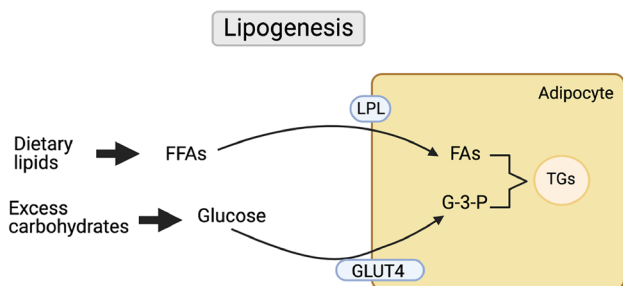 Lipogenesis
Adipocyte
LPL
Dietary
lipids
FFAs
FAs
TGs
Excess
carbohydrates
Glucose
G-3-P
GLUT4